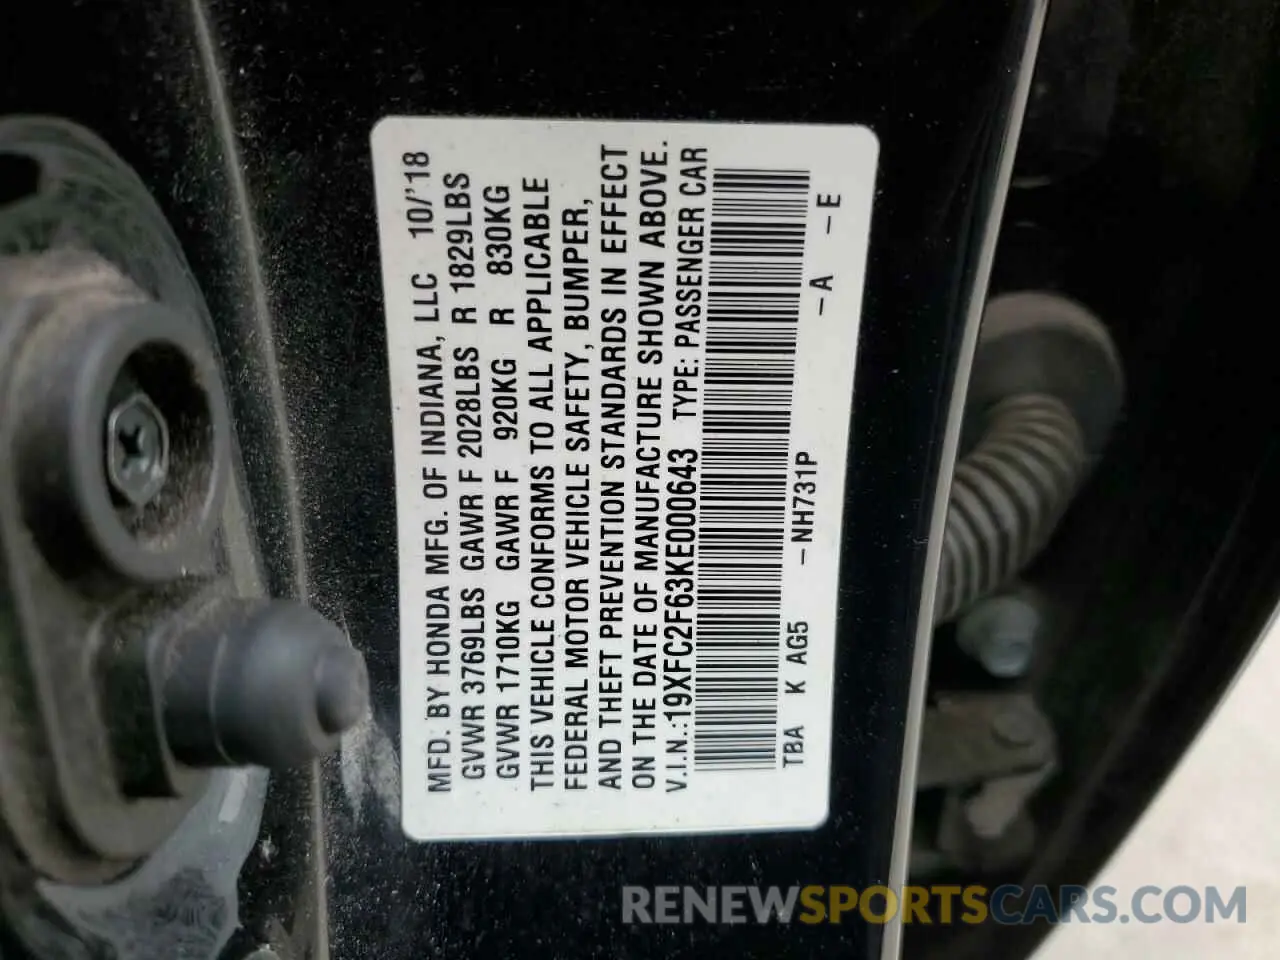 MFD. BY HONDA MFG. OF INDIANA, LLC 10/'18
GVWR 3769LBS GAWR F 2028LBS R 1829LBS
GVWR 1710KG GAWR F 920KG R 830KG
THIS VEHICLE CONFORMS TO ALL APPLICABLE
FEDERAL MOTOR VEHICLE SAFETY, BUMPER,
AND THEFT PREVENTION STANDARDS IN EFFECT
ON THE DATE OF MANUFACTURE SHOWN ABOVE.
V.I.N.:19XFC2F63KE000643 TYPE: PASSENGER CAR
TBA K AG5 -NH731P -A -E
RENEWSPORTSCARS.COM